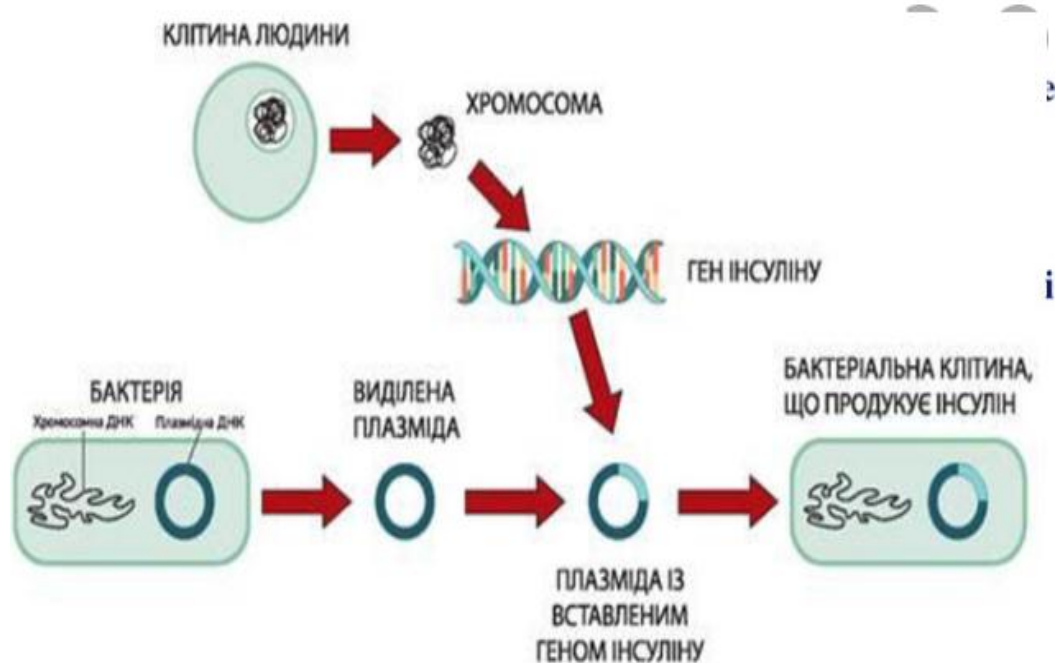 КЛІТИНА ЛЮДИНИ
ХРОМОСОМА
е
ГЕН ІНСУЛІНУ
і
БАКТЕРІЯ
Хромосомна ДНК
Плазмідна ДНК
ВИДІЛЕНА
ПЛАЗМІДА
БАКТЕРІАЛЬНА КЛІТИНА,
ЩО ПРОДУКУЄ ІНСУЛІН
ПЛАЗМІДА ІЗ
ВСТАВЛЕНИМ
ГЕНОМ ІНСУЛІНУ